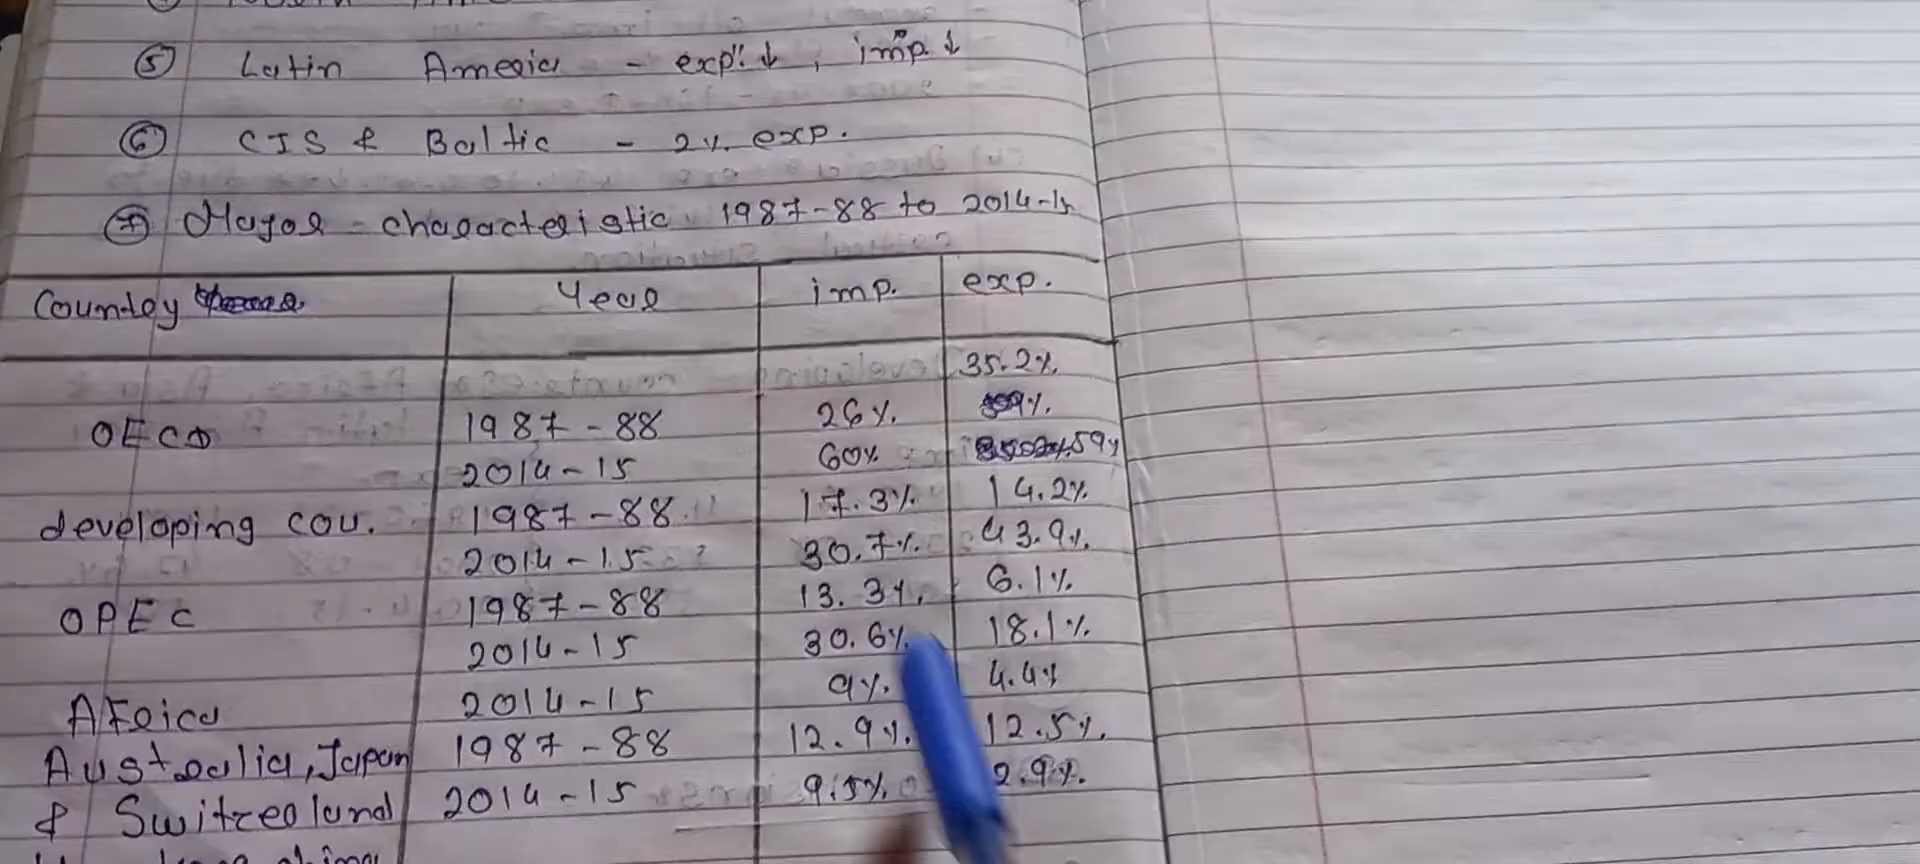 ⑤ Latin America - exp. ↓, imp. ↓
⑥ CIS & Baltic - 2% exp.
⑦ Major - characteristic 1987-88 to 2014-15
Country Year imp. exp.
35.2%
OECD 1987-88 26%
2014-15 60% 59%
developing cou. 1987-88 17.3% 14.2%
2014-15 30.7% 43.9%
OPEC 1987-88 13.3% 6.1%
2014-15 30.6% 18.1%
Africa 2014-15 9% 4.4%
Australia, Japan 1987-88 12.9% 12.5%
& Switzerland 2014-15 9.5% 2.9%